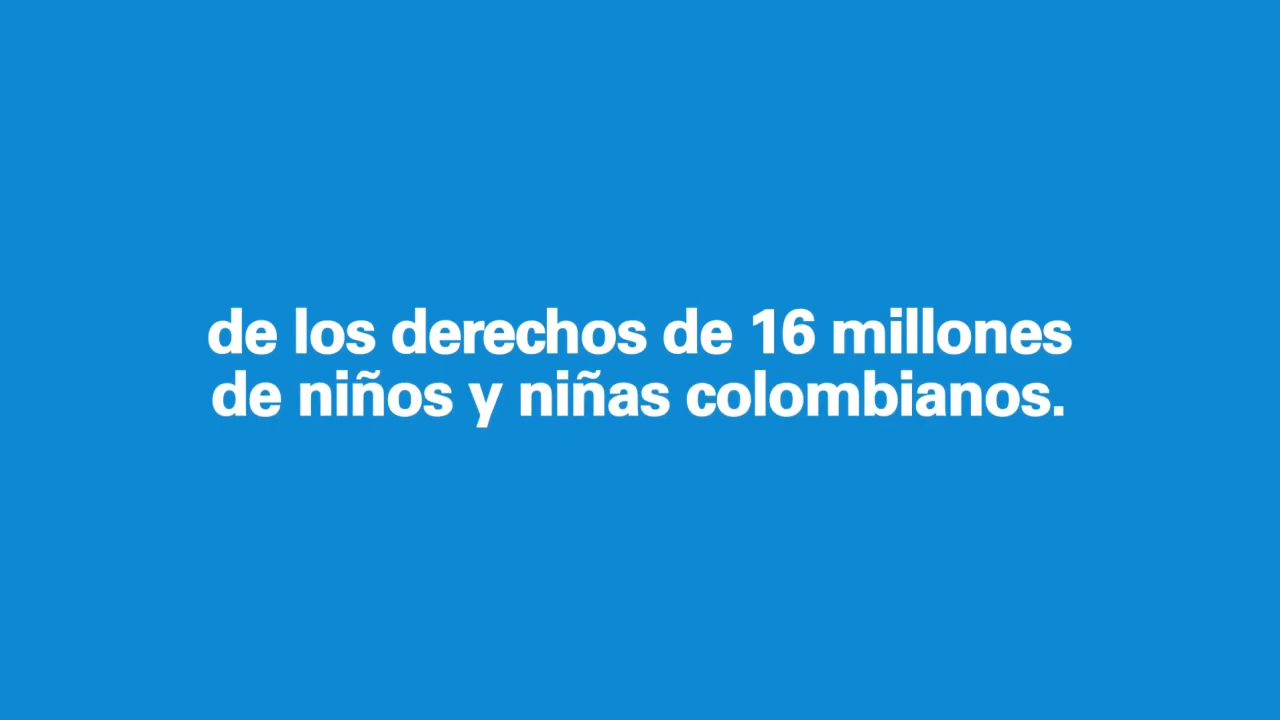 de los derechos de 16 millones
de niños y niñas colombianos.